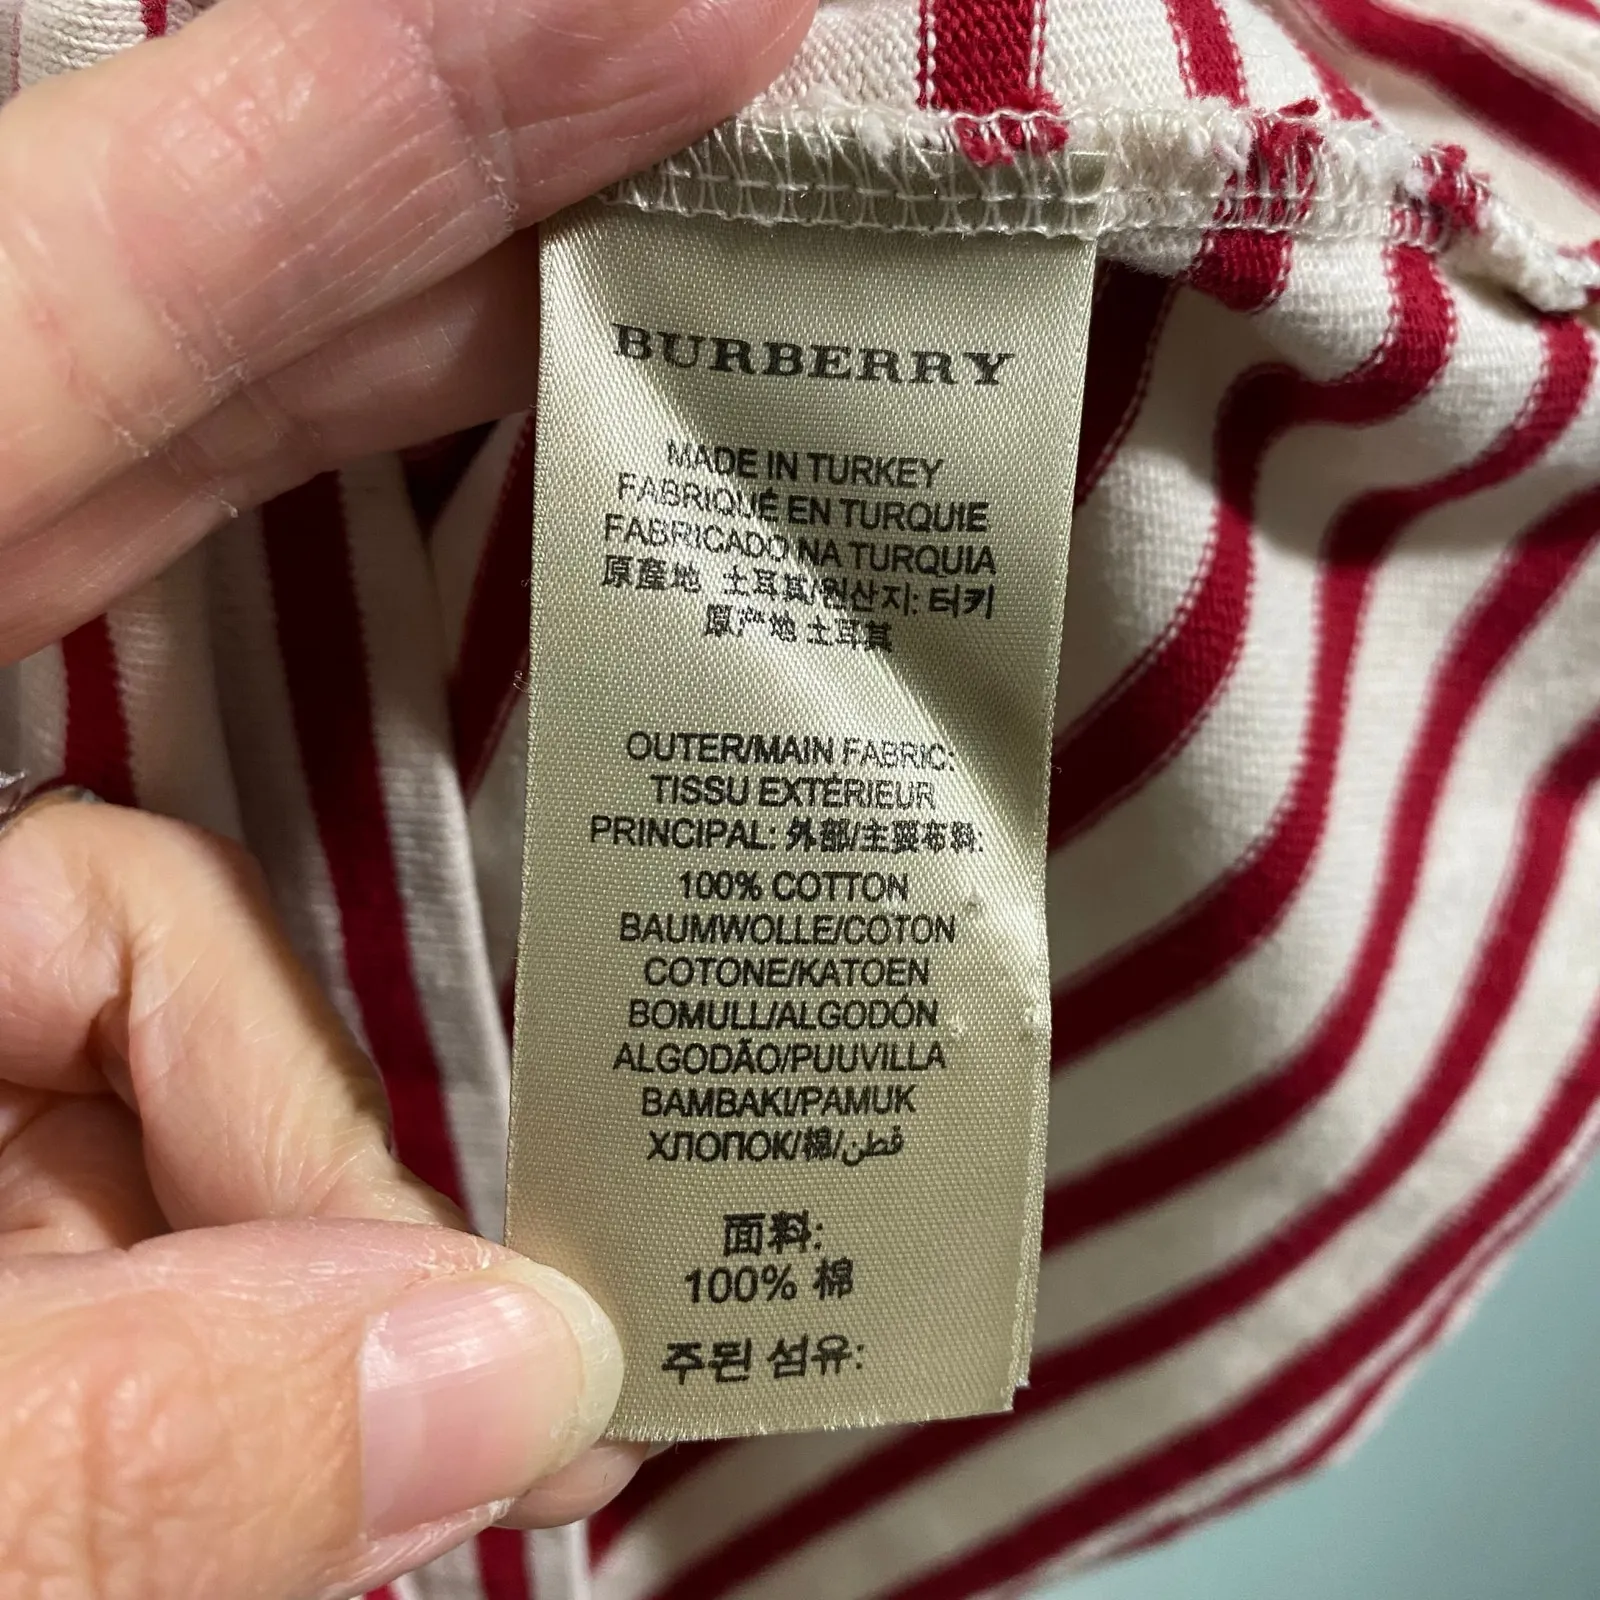 BURBERRY
MADE IN TURKEY
FABRIQUÉ EN TURQUIE
FABRICADO NA TURQUIA
原產地 土耳其/원산지: 터키
原产地 土耳其
OUTER/MAIN FABRIC:
TISSU EXTÉRIEUR
PRINCIPAL: 外部/主要布料:
100% COTTON
BAUMWOLLE/COTON
COTONE/KATOEN
BOMULL/ALGODÓN
ALGODÃO/PUUVILLA
BAMBAKI/PAMUK
ХЛОПОК/棉/قطن
面料:
100% 棉
주된 섬유: